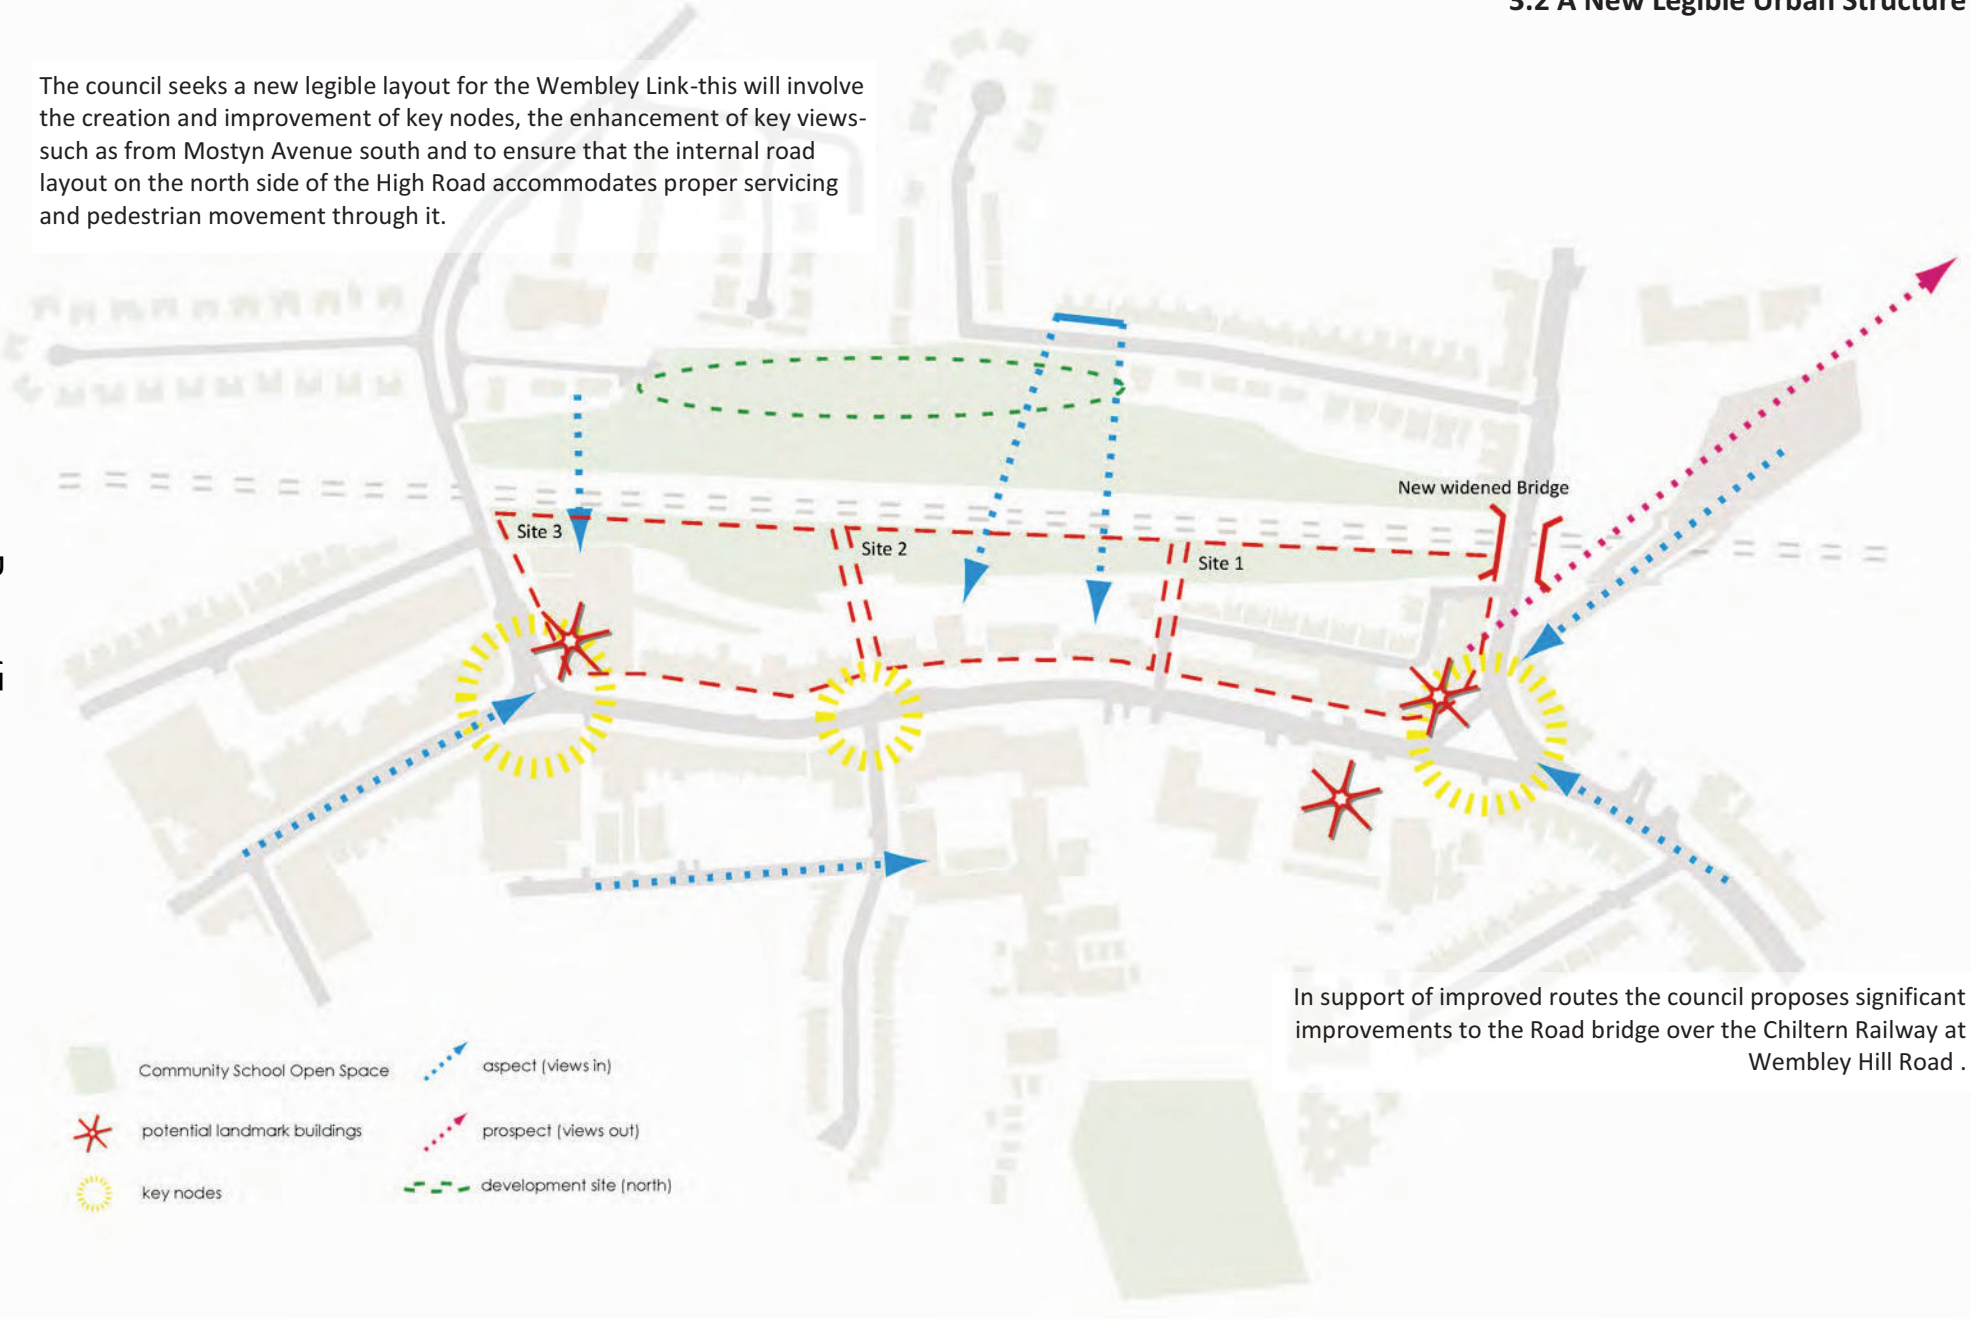 3.2 A New Legible Urban Structure
The council seeks a new legible layout for the Wembley Link-this will involve
the creation and improvement of key nodes, the enhancement of key views-
such as from Mostyn Avenue south and to ensure that the internal road
layout on the north side of the High Road accommodates proper servicing
and pedestrian movement through it.
New widened Bridge
Site 3
Site 2
Site 1
In support of improved routes the council proposes significant
improvements to the Road bridge over the Chiltern Railway at
Wembley Hill Road .
Community School Open Space
aspect (views in)
potential landmark buildings
prospect (views out)
key nodes
development site (north)